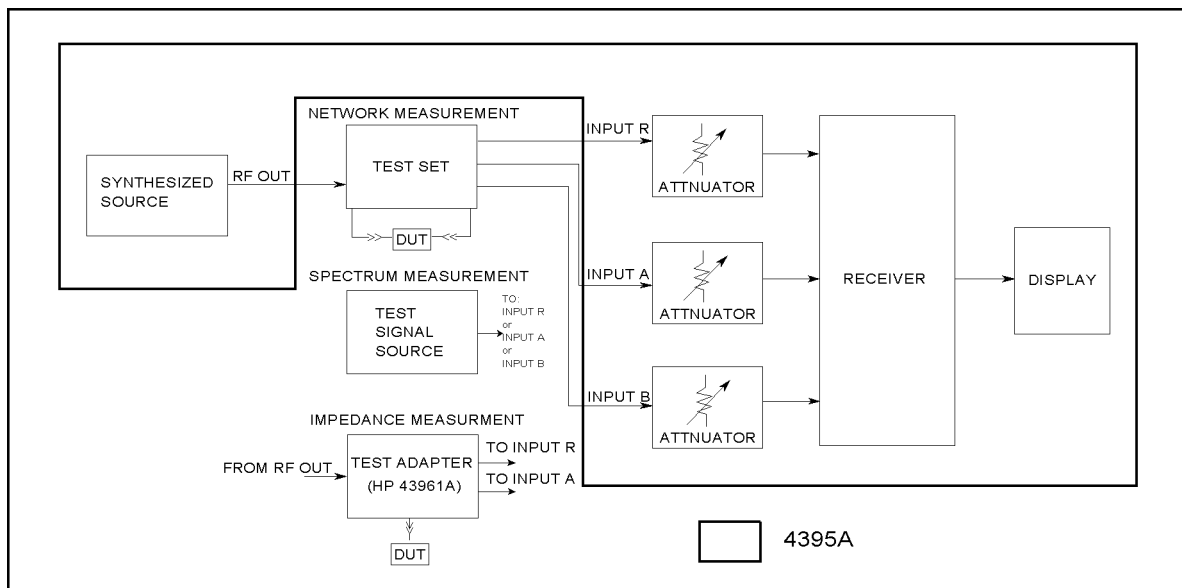 NETWORK MEASUREMENT
SYNTHESIZED
SOURCE
RF OUT
TEST SET
DUT
INPUT R
ATTNUATOR
INPUT A
ATTNUATOR
INPUT B
ATTNUATOR
RECEIVER
DISPLAY
SPECTRUM MEASUREMENT
TEST
SIGNAL
SOURCE
TO:
INPUT R
or
INPUT A
or
INPUT B
IMPEDANCE MEASURMENT
FROM RF OUT
TEST ADAPTER
(HP 43961A)
TO INPUT R
TO INPUT A
DUT
4395A